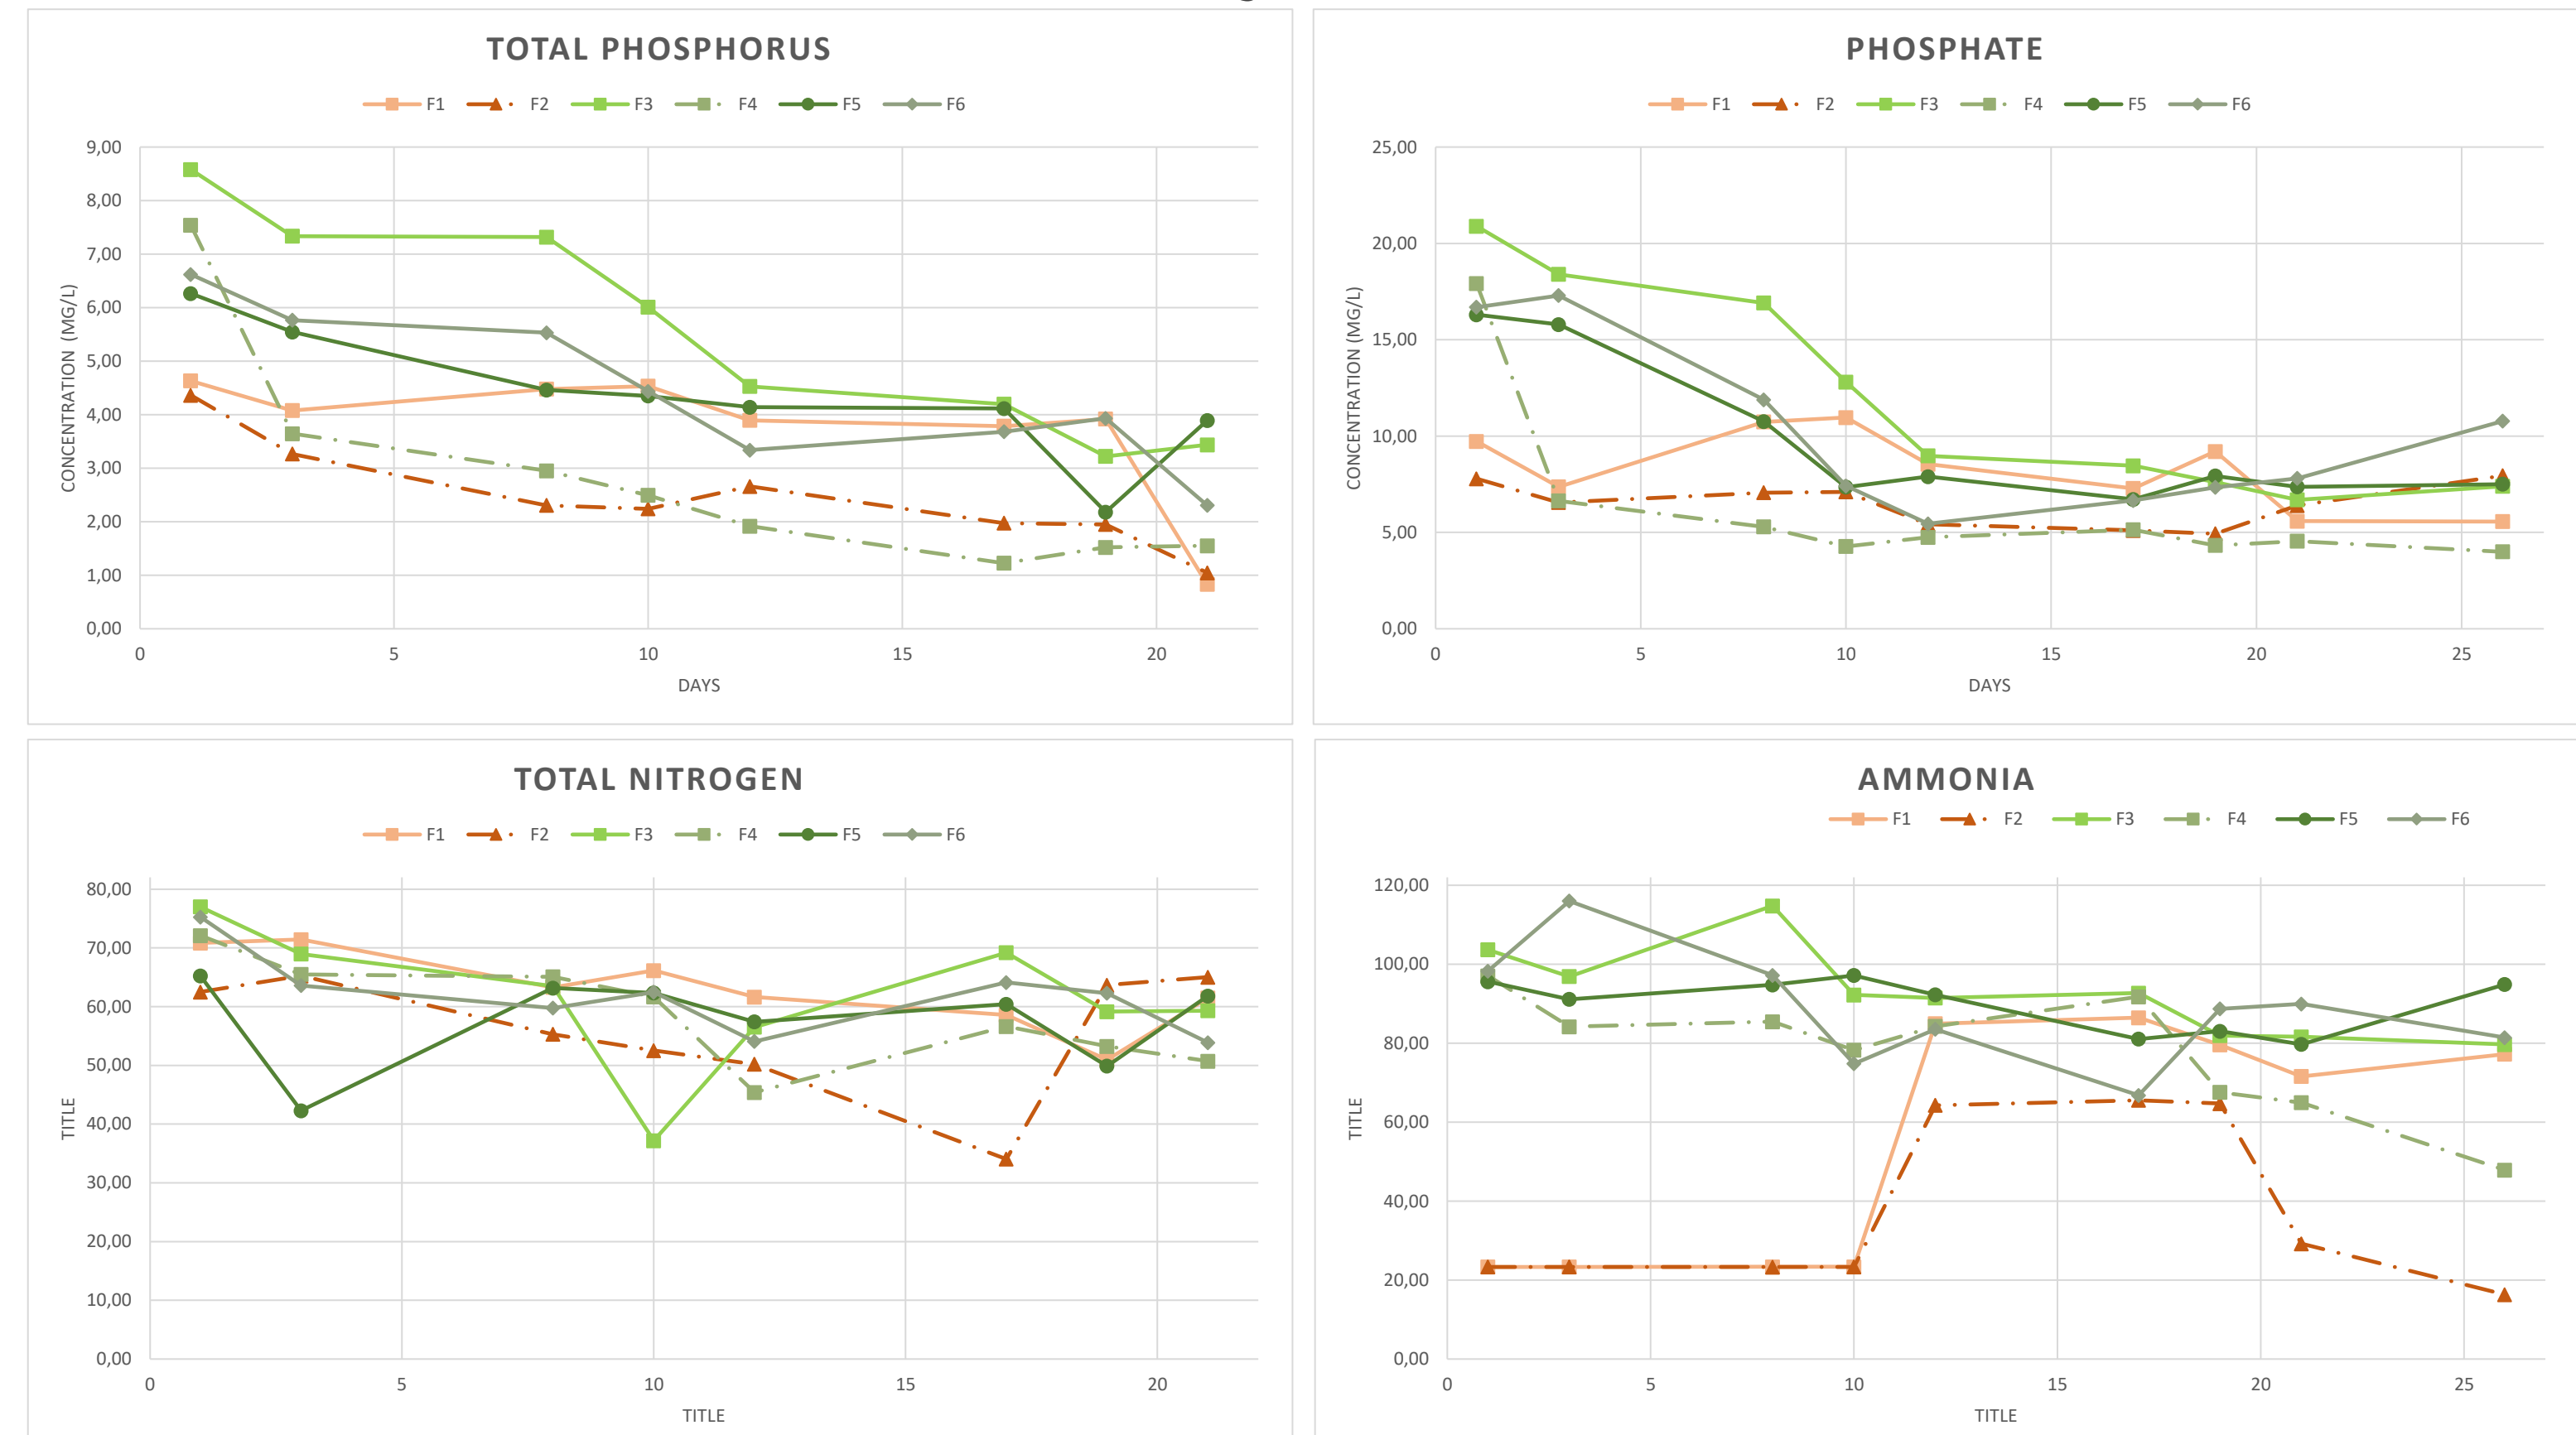 TOTAL PHOSPHORUS
F1 F2 F3 F4 F5 F6
9,00
8,00
7,00
6,00
5,00
4,00
3,00
2,00
1,00
0,00
CONCENTRATION (MG/L)
0 5 10 15 20
DAYS
PHOSPHATE
F1 F2 F3 F4 F5 F6
25,00
20,00
15,00
10,00
5,00
0,00
CONCENTRATION (MG/L)
0 5 10 15 20 25
DAYS
TOTAL NITROGEN
F1 F2 F3 F4 F5 F6
80,00
70,00
60,00
50,00
40,00
30,00
20,00
10,00
0,00
TITLE
0 5 10 15 20
TITLE
AMMONIA
F1 F2 F3 F4 F5 F6
120,00
100,00
80,00
60,00
40,00
20,00
0,00
TITLE
0 5 10 15 20 25
TITLE